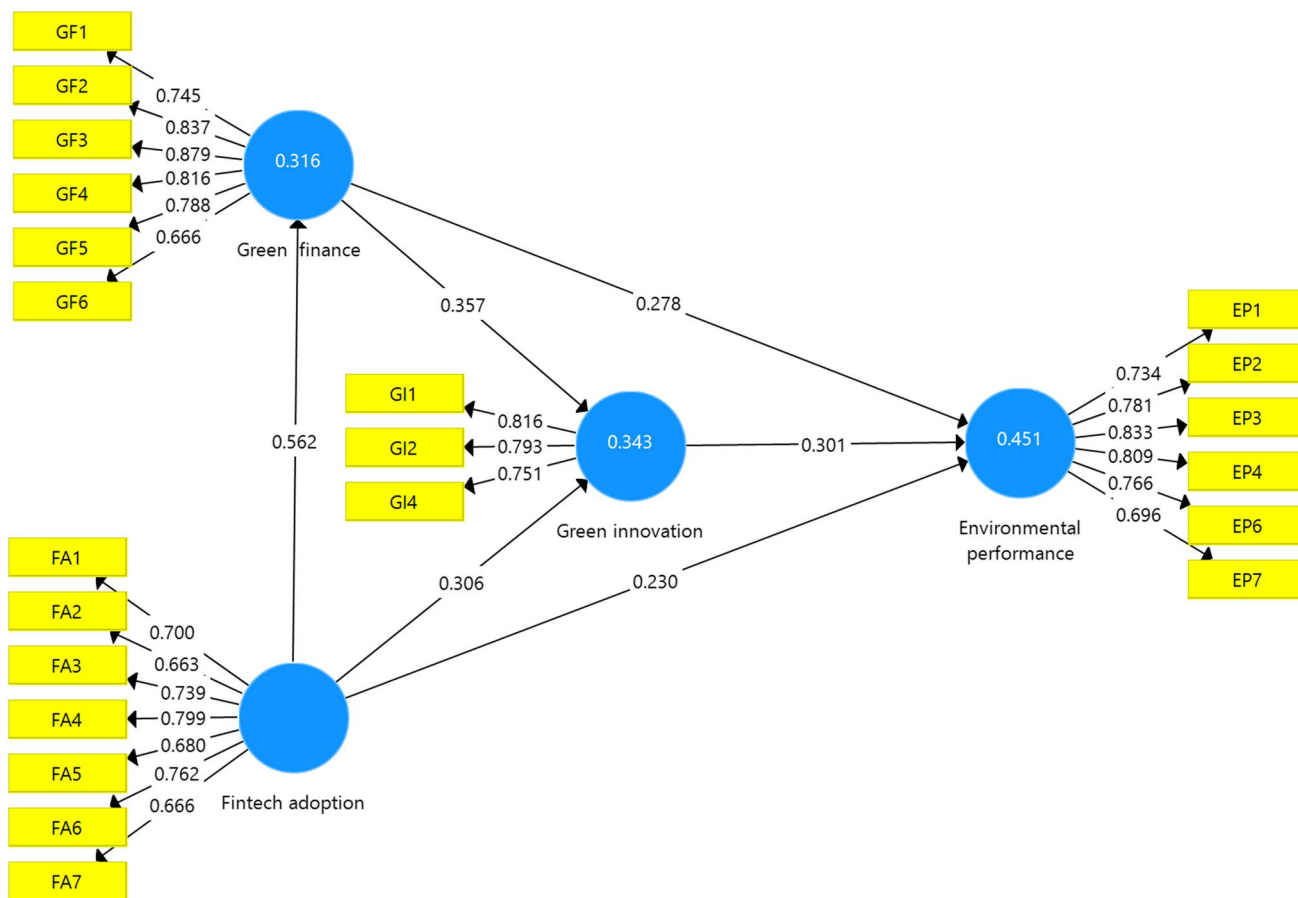 GF1
GF2
GF3
GF4
GF5
GF6
0.745
0.837
0.879
0.816
0.788
0.666
0.316
Green finance
0.357
0.278
0.562
GI1
GI2
GI4
0.816
0.793
0.751
0.343
Green innovation
0.301
0.306
0.230
0.451
Environmental
performance
0.734
0.781
0.833
0.809
0.766
0.696
EP1
EP2
EP3
EP4
EP6
EP7
FA1
FA2
FA3
FA4
FA5
FA6
FA7
0.700
0.663
0.739
0.799
0.680
0.762
0.666
Fintech adoption